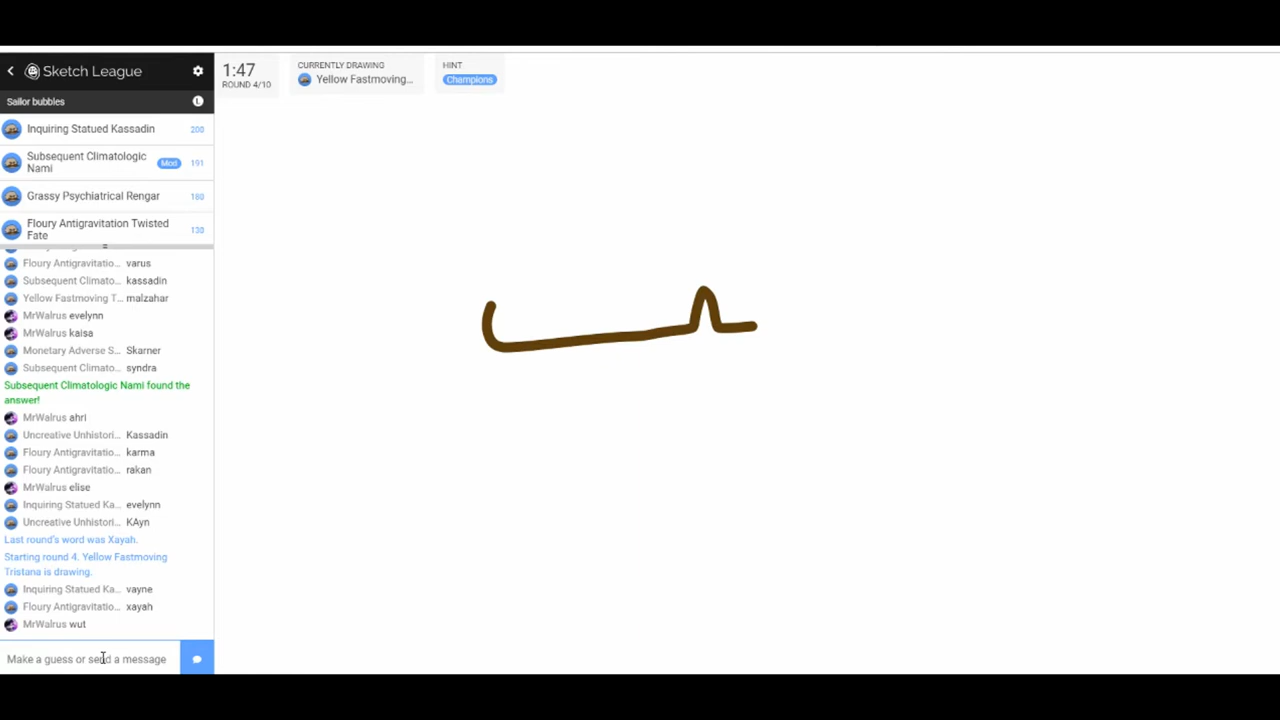 Sketch League
Sailor bubbles L
Inquiring Statued Kassadin 200
Subsequent Climatologic
Nami Mod 191
Grassy Psychiatrical Rengar 180
Floury Antigravitation Twisted
Fate 130
Floury Antigravitatio... varus
Subsequent Climato... kassadin
Yellow Fastmoving T... malzahar
MrWalrus evelynn
MrWalrus kaisa
Monetary Adverse S... Skarner
Subsequent Climato... syndra
Subsequent Climatologic Nami found the
answer!
MrWalrus ahri
Uncreative Unhistori... Kassadin
Floury Antigravitatio... karma
Floury Antigravitatio... rakan
MrWalrus elise
Inquiring Statued Ka... evelynn
Uncreative Unhistori... KAyn
Last round's word was Xayah.
Starting round 4. Yellow Fastmoving
Tristana is drawing.
Inquiring Statued Ka... vayne
Floury Antigravitatio... xayah
MrWalrus wut
Make a guess or send a message
1:47
ROUND 4/10
CURRENTLY DRAWING
Yellow Fastmoving...
HINT
Champions